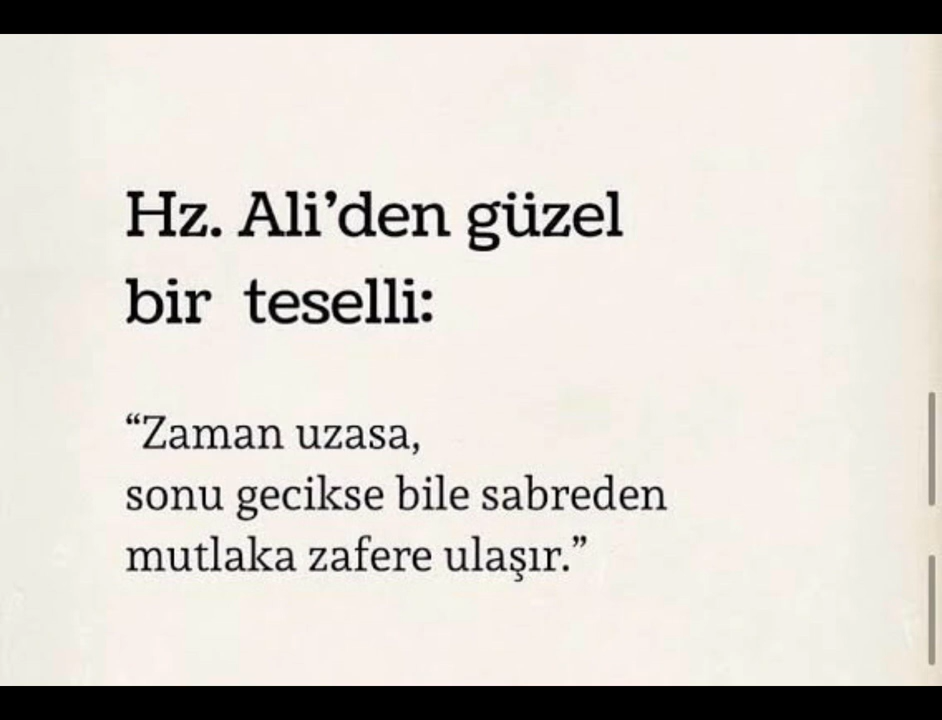 Hz. Ali’den güzel
bir teselli:
“Zaman uzasa,
sonu gecikse bile sabreden
mutlaka zafere ulaşır.”